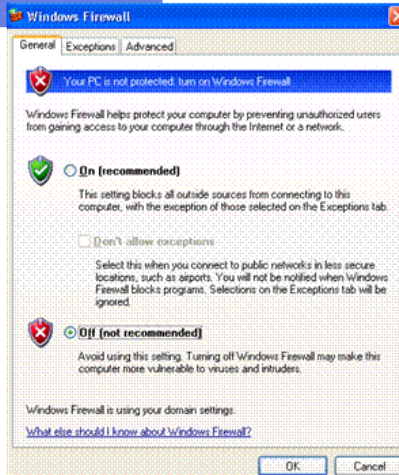 Windows Firewall
General Exceptions Advanced
Your PC is not protected: turn on Windows Firewall
Windows Firewall helps protect your computer by preventing unauthorized users
from gaining access to your computer through the Internet or a network.
On (recommended)
This setting blocks all outside sources from connecting to this
computer, with the exception of those selected on the Exceptions tab.
Don't allow exceptions
Select this when you connect to public networks in less secure
locations, such as airports. You will not be notified when Windows
Firewall blocks programs. Selections on the Exceptions tab will be
ignored.
Off (not recommended)
Avoid using this setting. Turning off Windows Firewall may make this
computer more vulnerable to viruses and intruders.
Windows Firewall is using your domain settings.
What else should I know about Windows Firewall?
OK Cancel